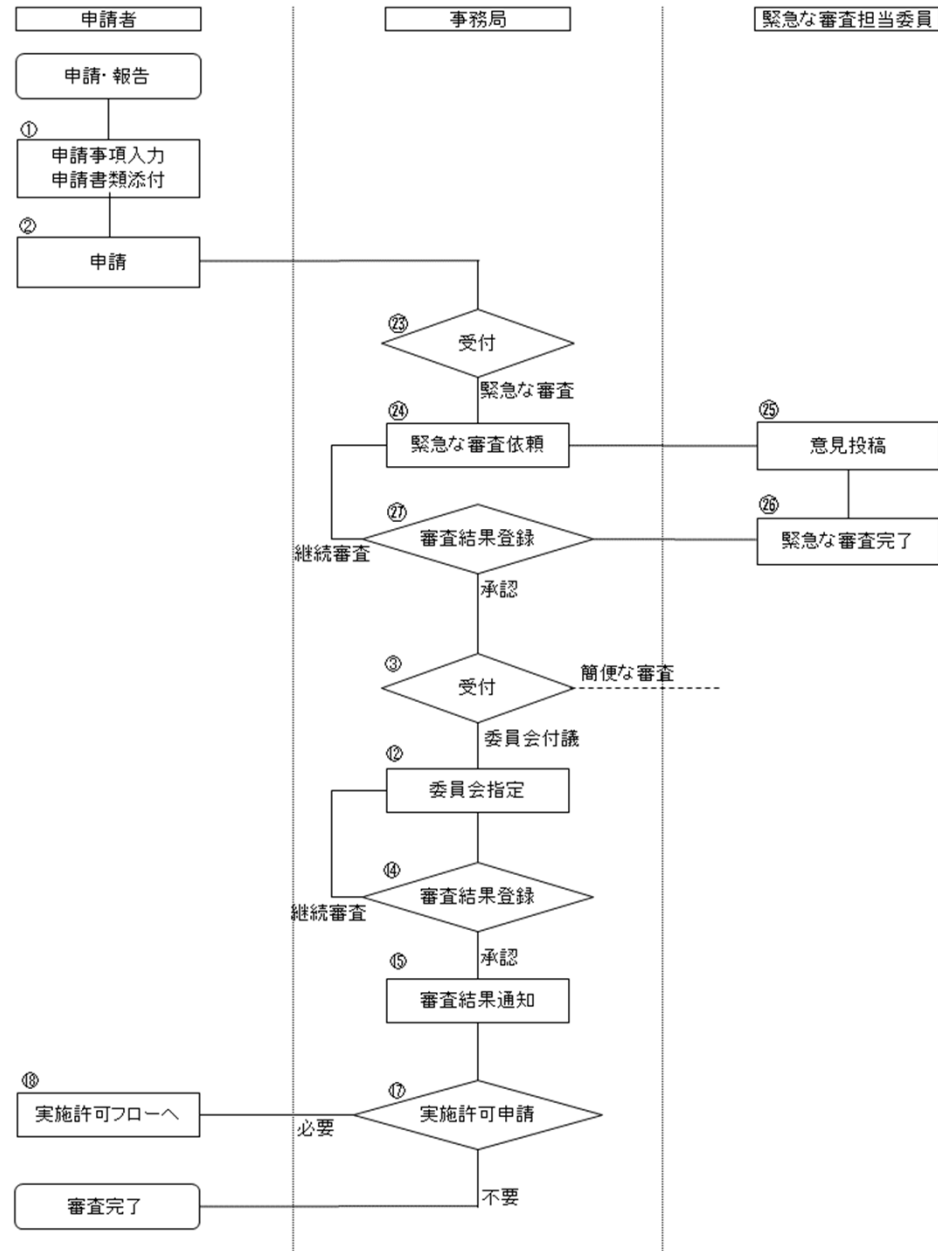 申請者
事務局
緊急な審査担当委員
申請・報告
①
申請事項入力
申請書類添付
②
申請
㉓
受付
緊急な審査
㉔
緊急な審査依頼
㉕
意見投稿
㉖
緊急な審査完了
㉗
審査結果登録
継続審査
承認
③
受付
簡便な審査
委員会付議
⑫
委員会指定
⑭
審査結果登録
継続審査
承認
⑮
審査結果通知
⑱
実施許可フローへ
⑰
実施許可申請
必要
審査完了
不要